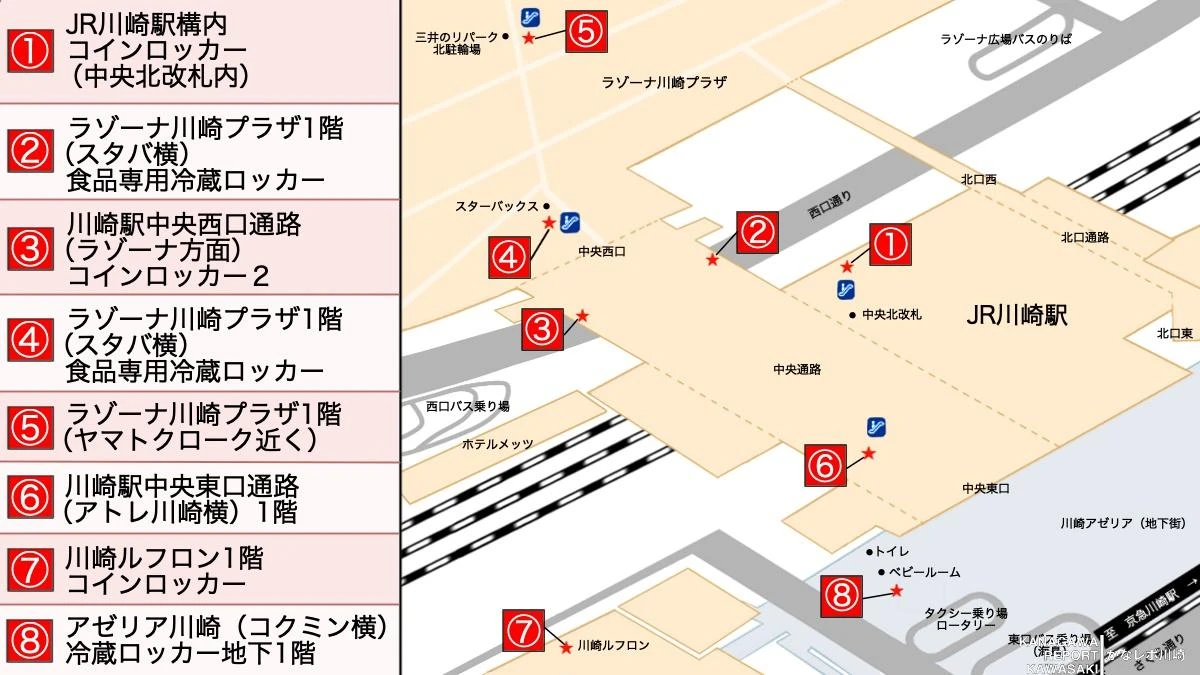 ① JR川崎駅構内
コインロッカー
（中央北改札内）
② ラゾーナ川崎プラザ1階
(スタバ横)
食品専用冷蔵ロッカー
③ 川崎駅中央西口通路
(ラゾーナ方面)
コインロッカー2
④ ラゾーナ川崎プラザ1階
(スタバ横)
食品専用冷蔵ロッカー
⑤ ラゾーナ川崎プラザ1階
(ヤマトクローク近く)
⑥ 川崎駅中央東口通路
(アトレ川崎横) 1階
⑦ 川崎ルフロン1階
コインロッカー
⑧ アゼリア川崎（コクミン横）
冷蔵ロッカー地下1階
⑤
三井のリパーク
北駐輪場
ラゾーナ川崎プラザ
ラゾーナ広場バスのりば
北口西
西口通り
スターバックス
④
中央西口
②
①
北口通路
中央北改札
JR川崎駅
③
北口東
中央通路
西口バス乗り場
ホテルメッツ
⑥
中央東口
川崎アゼリア（地下街）
トイレ
ベビールーム
⑧
タクシー乗り場
ロータリー
至 京急川崎駅 →
⑦
川崎ルフロン
東口バス乗り場
KANAGAWA
REPORT
KAWASAKI
かなレポ川崎